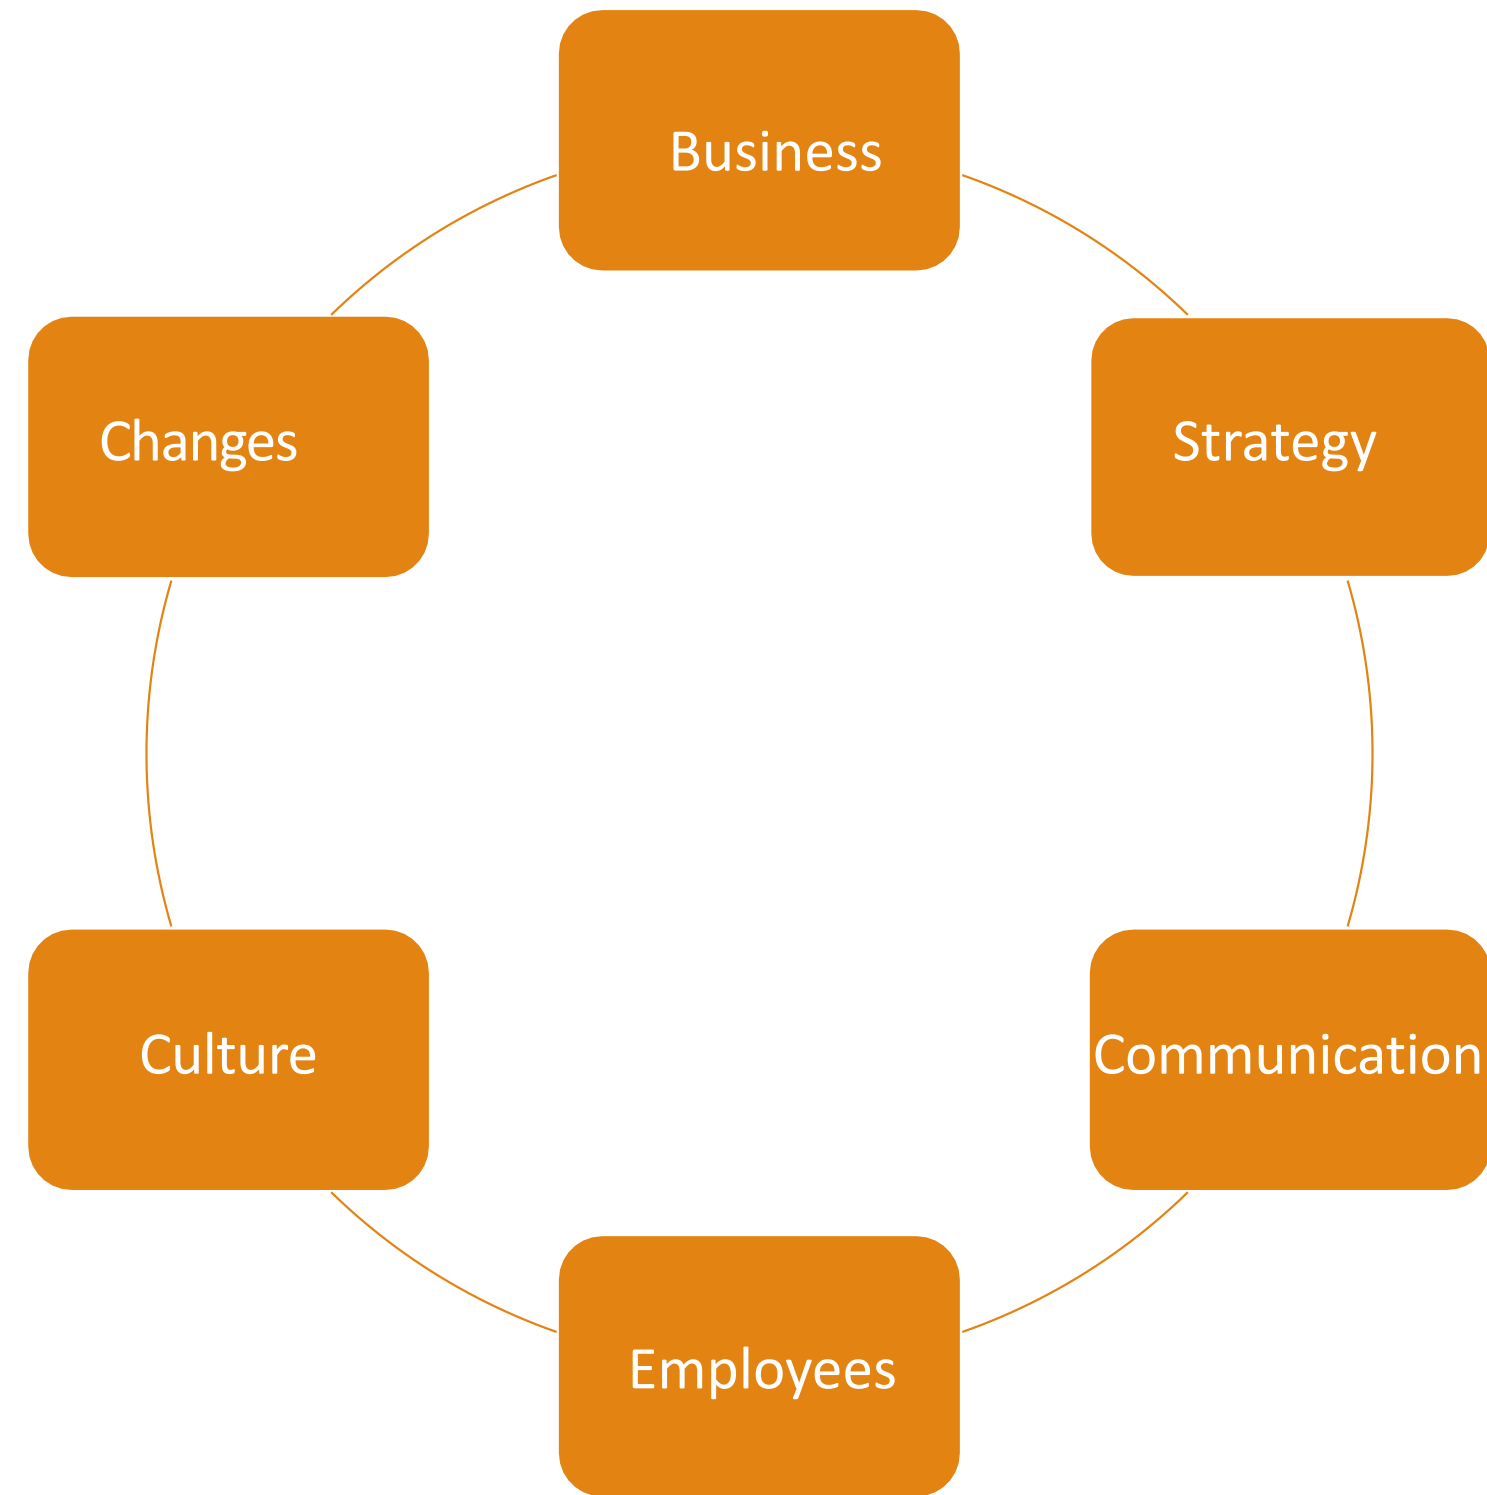 Business
Strategy
Communication
Employees
Culture
Changes